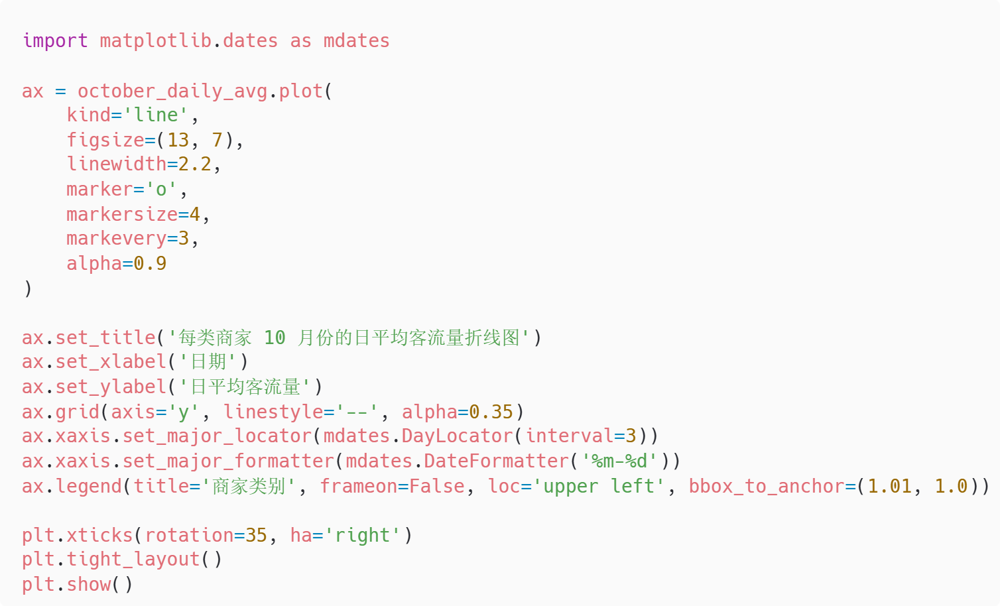 import matplotlib.dates as mdates
ax = october_daily_avg.plot(
    kind='line',
    figsize=(13, 7),
    linewidth=2.2,
    marker='o',
    markersize=4,
    markevery=3,
    alpha=0.9
)
ax.set_title('每类商家 10 月份的日平均客流量折线图')
ax.set_xlabel('日期')
ax.set_ylabel('日平均客流量')
ax.grid(axis='y', linestyle='--', alpha=0.35)
ax.xaxis.set_major_locator(mdates.DayLocator(interval=3))
ax.xaxis.set_major_formatter(mdates.DateFormatter('%m-%d'))
ax.legend(title='商家类别', frameon=False, loc='upper left', bbox_to_anchor=(1.01, 1.0))
plt.xticks(rotation=35, ha='right')
plt.tight_layout()
plt.show()